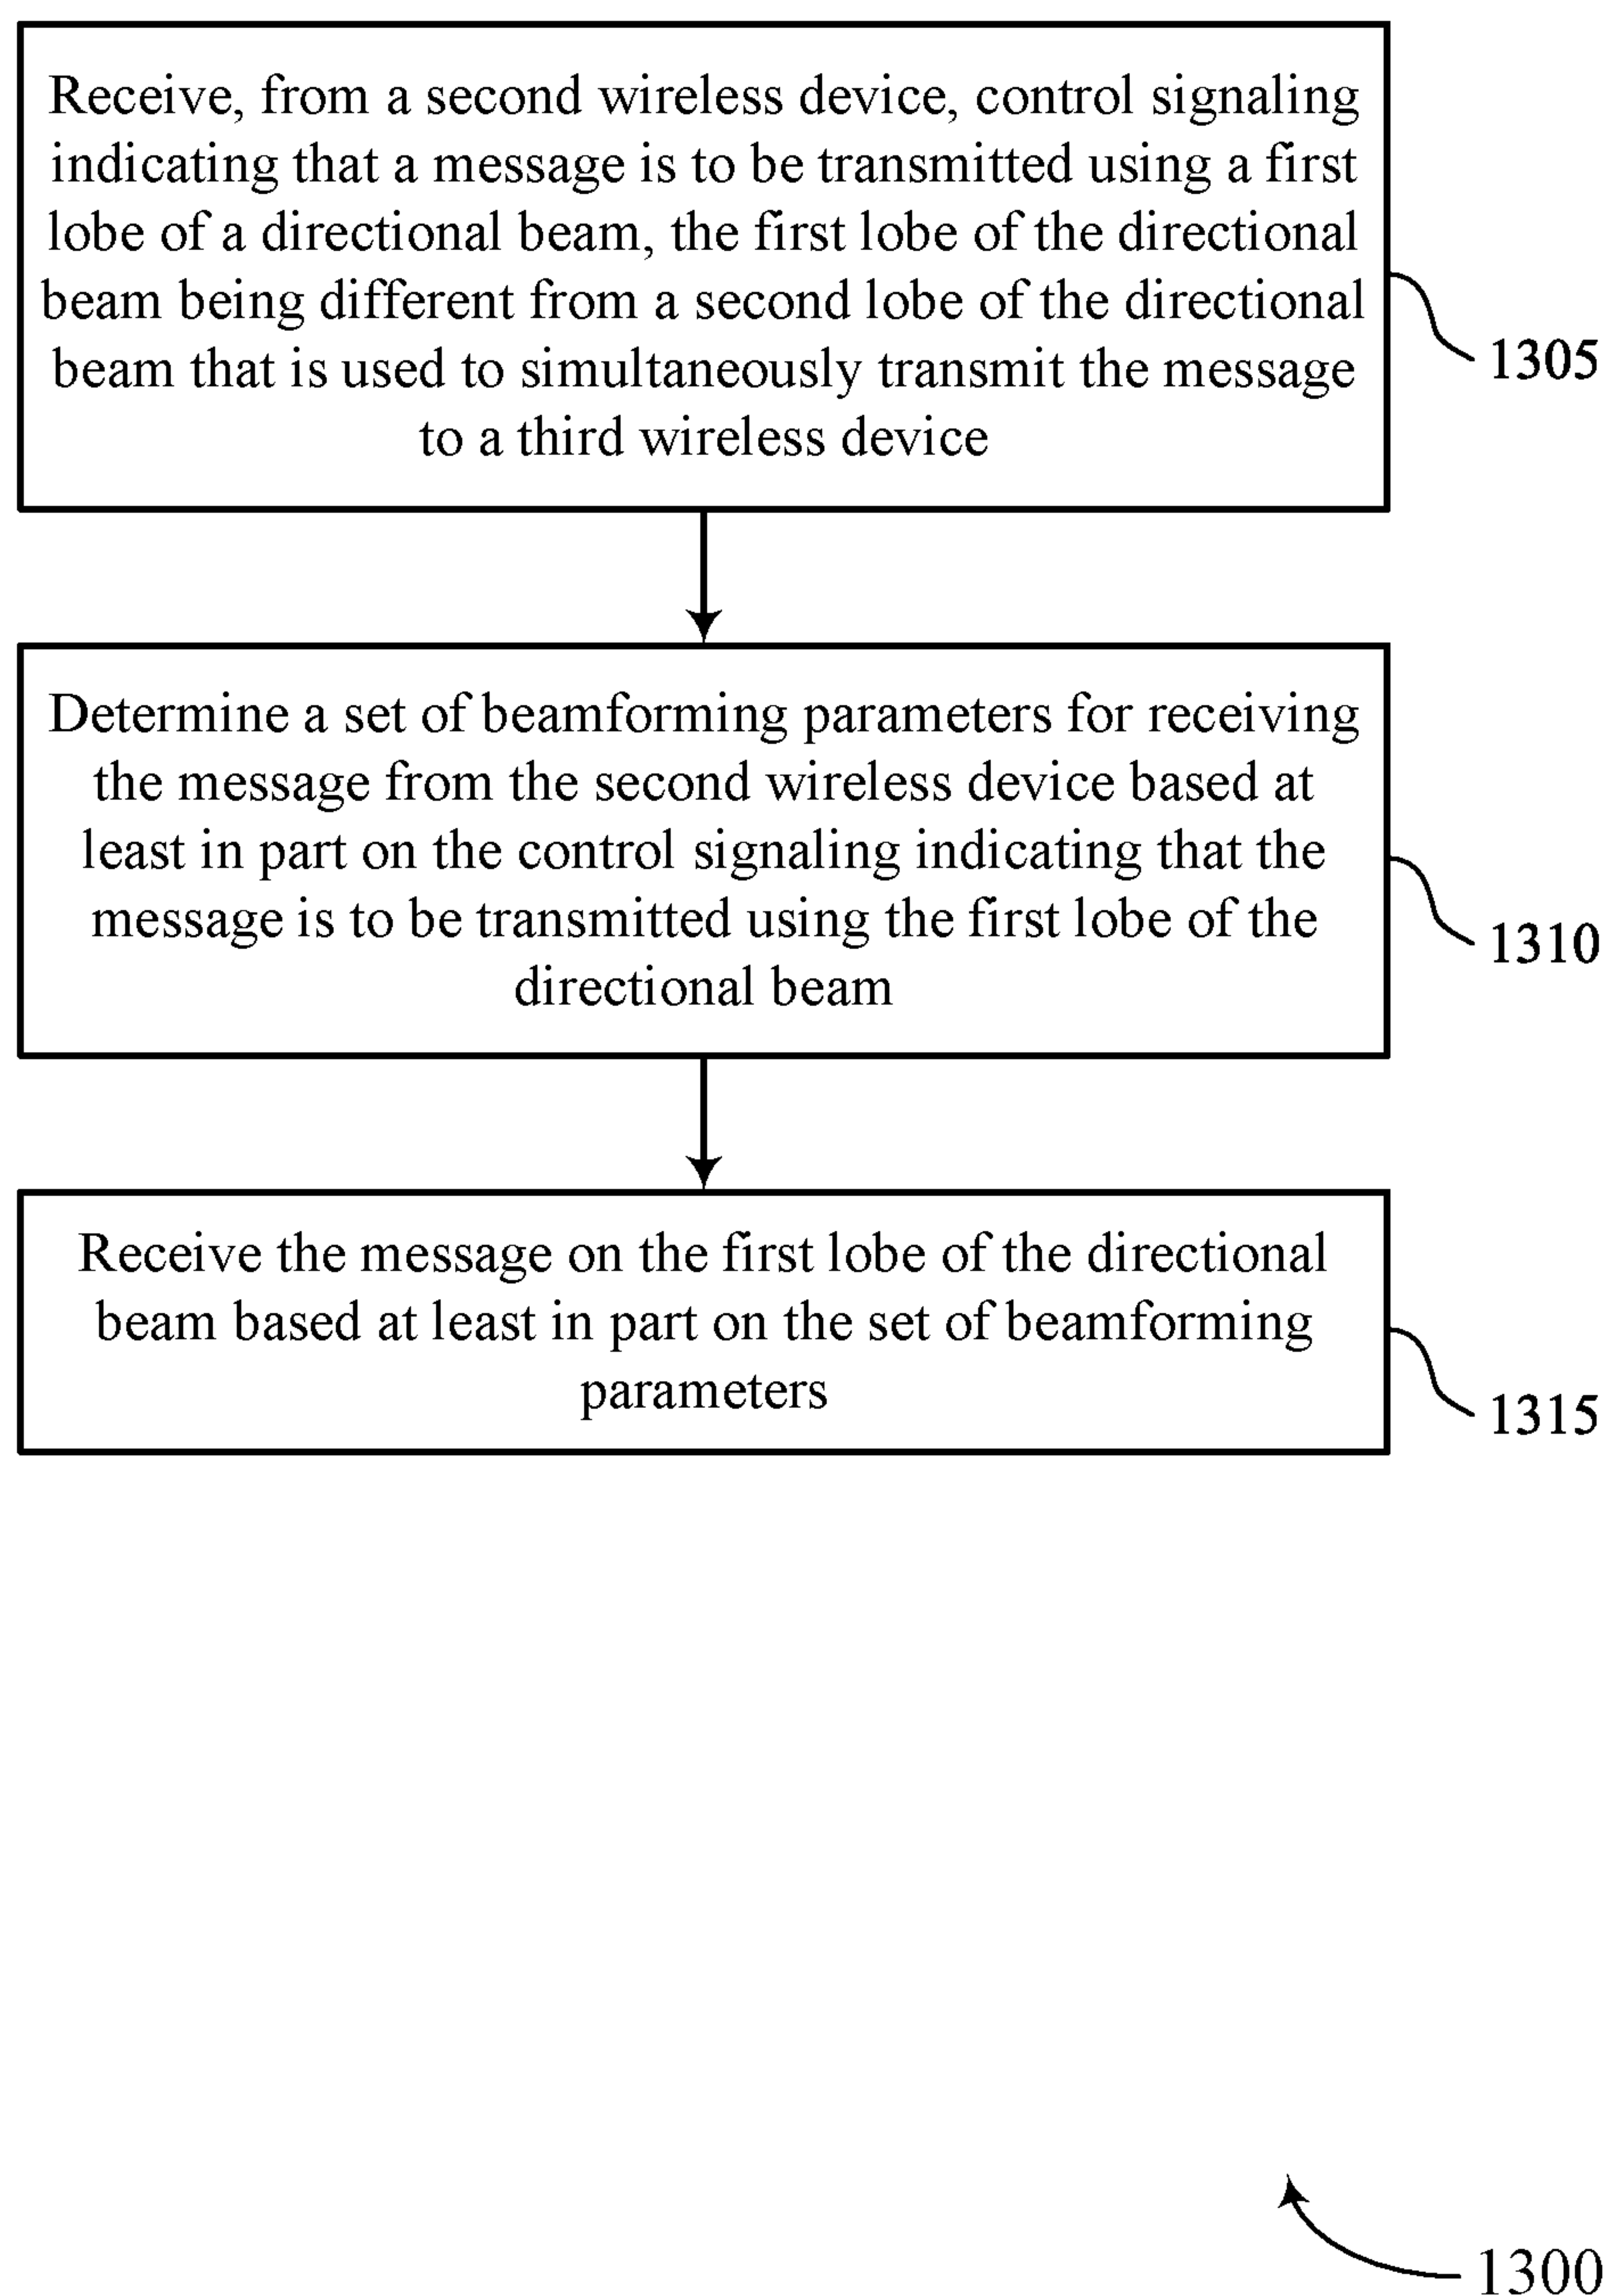 Receive, from a second wireless device, control signaling
indicating that a message is to be transmitted using a first
lobe of a directional beam, the first lobe of the directional
beam being different from a second lobe of the directional
beam that is used to simultaneously transmit the message
to a third wireless device
1305
Determine a set of beamforming parameters for receiving
the message from the second wireless device based at
least in part on the control signaling indicating that the
message is to be transmitted using the first lobe of the
directional beam
1310
Receive the message on the first lobe of the directional
beam based at least in part on the set of beamforming
parameters
1315
1300